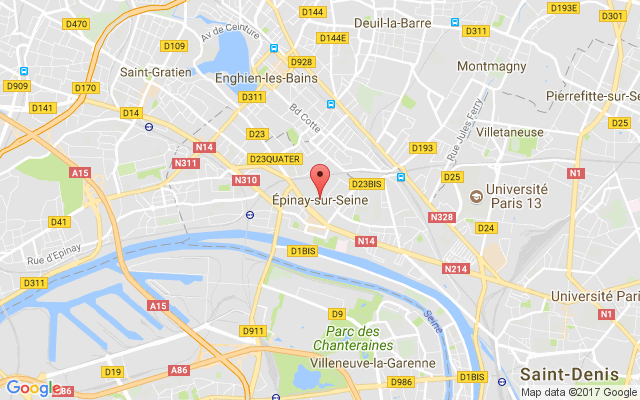 D470
D144
D193E
D311
Deuil-la-Barre
Av de Ceinture
D144E
D109
D928
Saint-Gratien
Enghien-les-Bains
Montmagny
D909
D170
D311
D141
D14
Bd Cotte
Pierrefitte-sur-Se
D25
N14
D23
Rue Jules Ferry
Villetaneuse
N311
D23QUATER
D193
A15
N310
D23BIS
D25
N1
Épinay-sur-Seine
Université
Paris 13
D41
N328
D24
Rue d'Epinay
D1BIS
N14
N214
D311
A15
Université Pari
D9
Seine
N1
D911
Parc des
Chanteraines
Villeneuve-la-Garenne
D19
A86
A86
D986
D1BIS
Saint-Denis
Google
Map data ©2017 Google